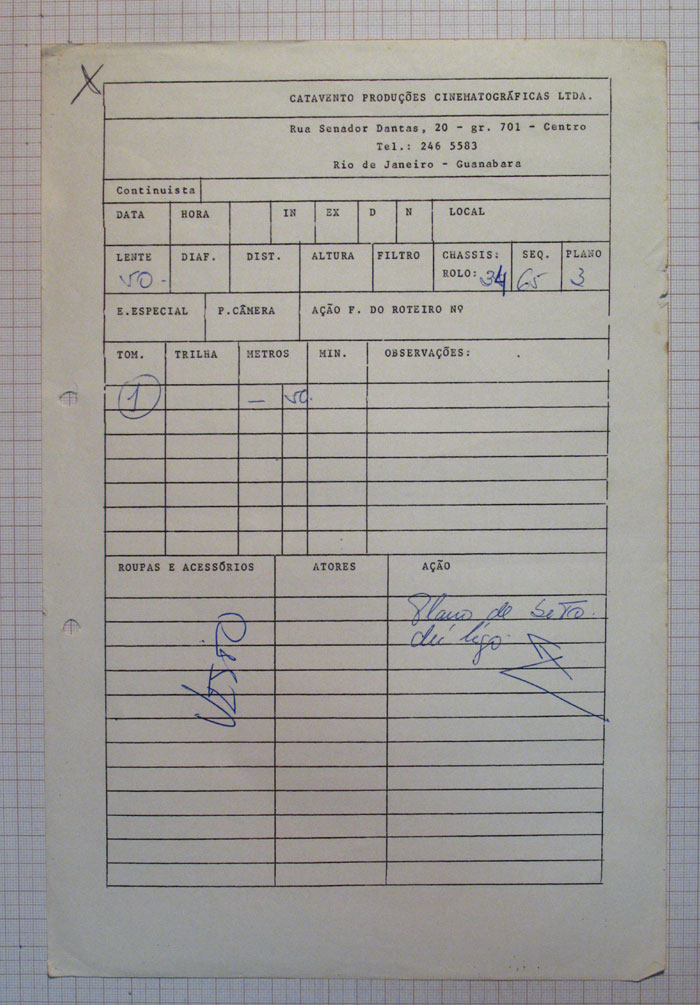 X
CATAVENTO PRODUÇÕES CINEMATOGRÁFICAS LTDA.
Rua Senador Dantas, 20 - gr. 701 - Centro
Tel.: 246 5583
Rio de Janeiro - Guanabara
Continuista
DATA HORA IN EX D N LOCAL
LENTE DIAF. DIST. ALTURA FILTRO CHASSIS: SEQ. PLANO
50. ROLO: 34 65 3
E.ESPECIAL P.CÂMERA AÇÃO F. DO ROTEIRO Nº
TOM. TRILHA METROS MIN. OBSERVAÇÕES:
1 — 50.
ROUPAS E ACESSÓRIOS ATORES AÇÃO
Plano de